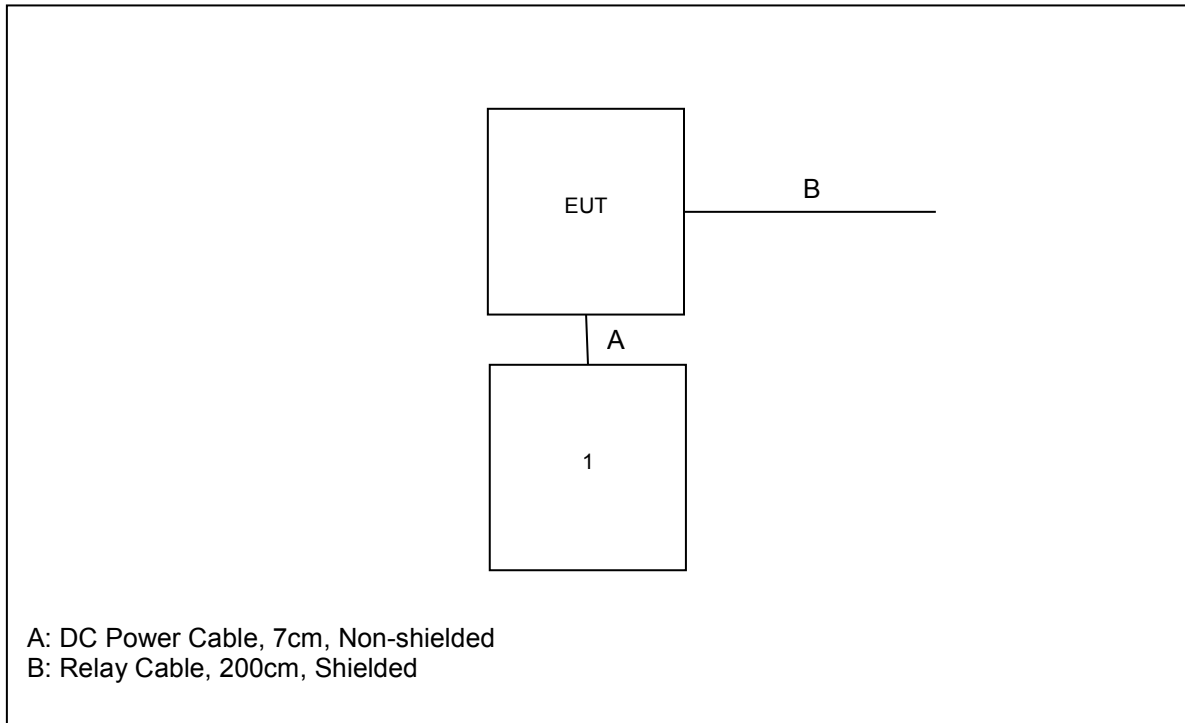 EUT
B
A
1
A: DC Power Cable, 7cm, Non-shielded
B: Relay Cable, 200cm, Shielded